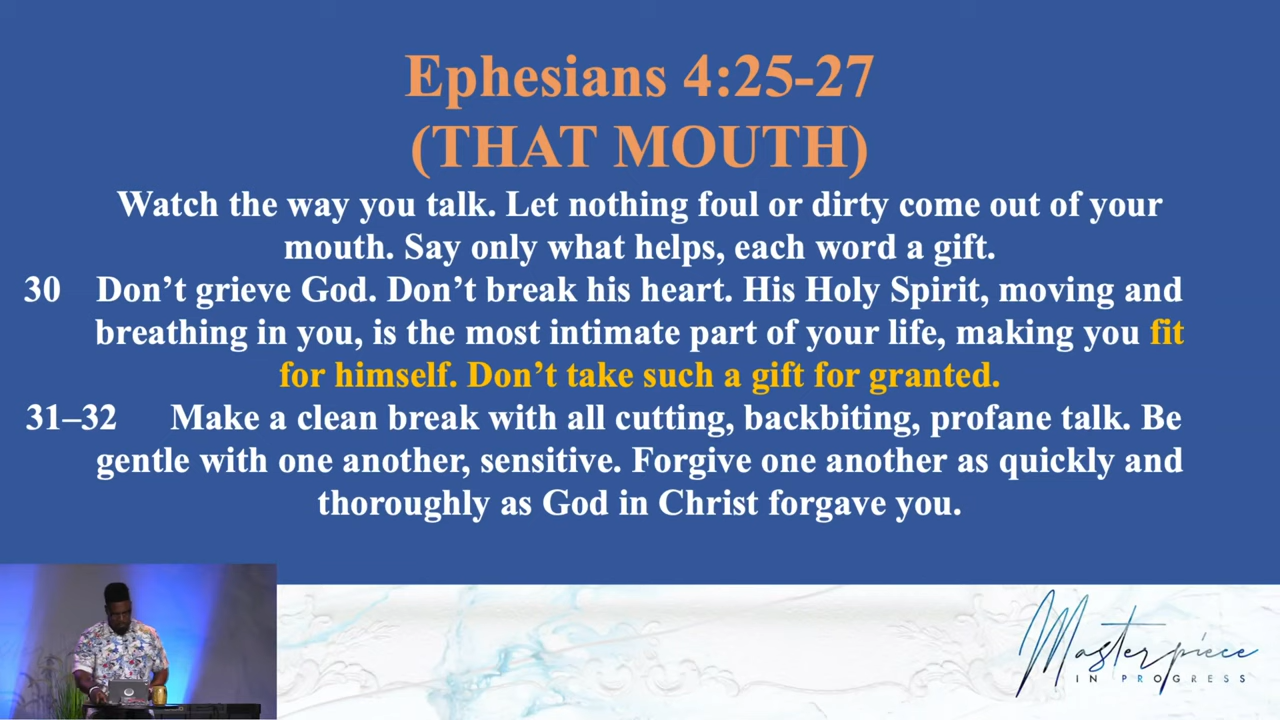 Ephesians 4:25-27
(THAT MOUTH)
Watch the way you talk. Let nothing foul or dirty come out of your
mouth. Say only what helps, each word a gift.
30 Don’t grieve God. Don’t break his heart. His Holy Spirit, moving and
breathing in you, is the most intimate part of your life, making you fit
for himself. Don’t take such a gift for granted.
31–32 Make a clean break with all cutting, backbiting, profane talk. Be
gentle with one another, sensitive. Forgive one another as quickly and
thoroughly as God in Christ forgave you.
Masterpiece
IN PROGRESS